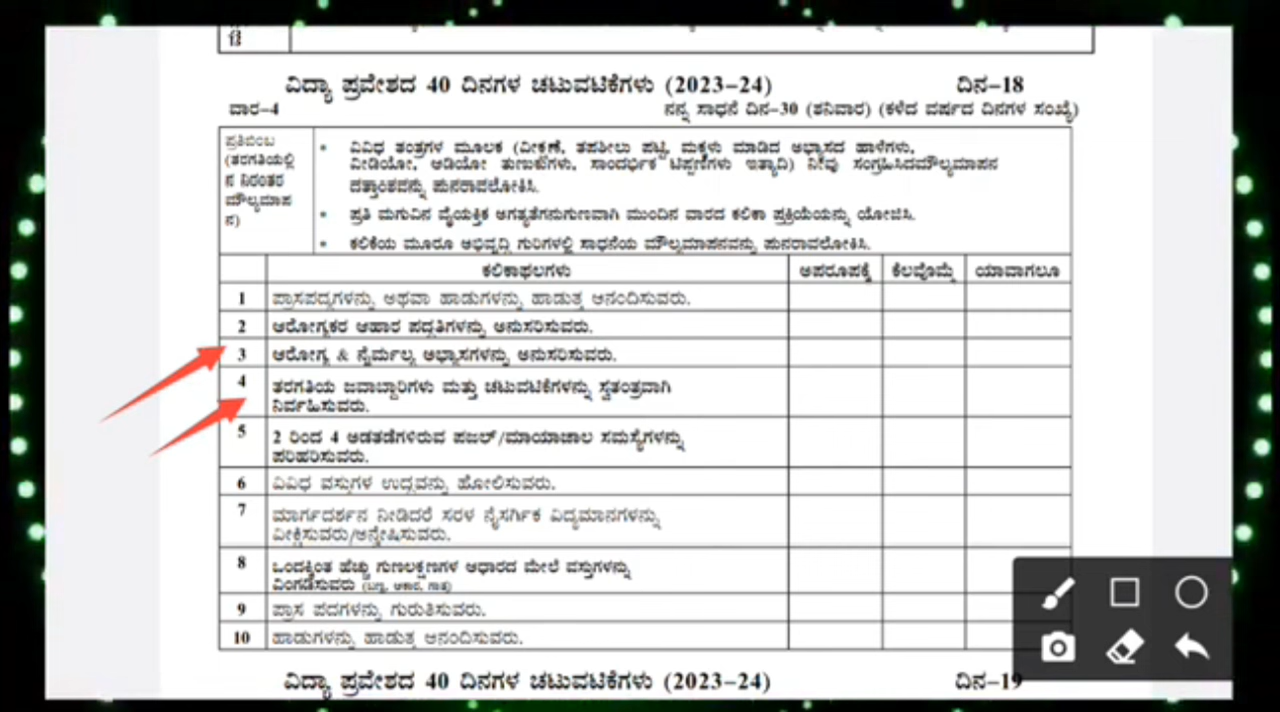 13
ವಿದ್ಯಾ ಪ್ರವೇಶದ 40 ದಿನಗಳ ಚಟುವಟಿಕೆಗಳು (2023–24) ದಿನ–18
ವಾರ–4 ನನ್ನ ಸಾಧನೆ ದಿನ–30 (ಶನಿವಾರ) (ಕಳೆದ ವರ್ಷದ ದಿನಗಳ ಸಂಖ್ಯೆ)
ಪ್ರತಿಬಿಂಬ
(ತರಗತಿಯಲ್ಲಿ
ನ ನಿರಂತರ
ಮೌಲ್ಯಮಾಪ
ನ)
• ವಿವಿಧ ತಂತ್ರಗಳ ಮೂಲಕ (ವೀಕ್ಷಣೆ, ತಪಶೀಲು ಪಟ್ಟಿ, ಮಕ್ಕಳು ಮಾಡಿದ ಅಭ್ಯಾಸದ ಹಾಳೆಗಳು,
ವೀಡಿಯೋ, ಆಡಿಯೋ ತುಣುಕುಗಳು, ಸಾಂದರ್ಭಿಕ ಟಿಪ್ಪಣಿಗಳು ಇತ್ಯಾದಿ) ನೀವು ಸಂಗ್ರಹಿಸಿದಮೌಲ್ಯಮಾಪನ
ದತ್ತಾಂಶವನ್ನು ಪುನರಾವಲೋಕಿಸಿ.
• ಪ್ರತಿ ಮಗುವಿನ ವೈಯಕ್ತಿಕ ಅಗತ್ಯತೆಗನುಗುಣವಾಗಿ ಮುಂದಿನ ವಾರದ ಕಲಿಕಾ ಪ್ರಕ್ರಿಯೆಯನ್ನು ಯೋಜಿಸಿ.
• ಕಲಿಕೆಯ ಮೂರೂ ಅಭಿವೃದ್ಧಿ ಗುರಿಗಳಲ್ಲಿ ಸಾಧನೆಯ ಮೌಲ್ಯಮಾಪನವನ್ನು ಪುನರಾವಲೋಕಿಸಿ.
ಕಲಿಕಾಫಲಗಳು ಅಪರೂಪಕ್ಕೆ ಕೆಲವೊಮ್ಮೆ ಯಾವಾಗಲೂ
1 ಪ್ರಾಸಪದ್ಯಗಳನ್ನು ಅಥವಾ ಹಾಡುಗಳನ್ನು ಹಾಡುತ್ತ ಆನಂದಿಸುವರು.
2 ಆರೋಗ್ಯಕರ ಆಹಾರ ಪದ್ಧತಿಗಳನ್ನು ಅನುಸರಿಸುವರು.
3 ಆರೋಗ್ಯ & ನೈರ್ಮಲ್ಯ ಅಭ್ಯಾಸಗಳನ್ನು ಅನುಸರಿಸುವರು.
4 ತರಗತಿಯ ಜವಾಬ್ದಾರಿಗಳು ಮತ್ತು ಚಟುವಟಿಕೆಗಳನ್ನು ಸ್ವತಂತ್ರವಾಗಿ
ನಿರ್ವಹಿಸುವರು.
5 2 ರಿಂದ 4 ಅಡತಡೆಗಳಿರುವ ಪಜಲ್/ಮಾಯಾಚಾಲ ಸಮಸ್ಯೆಗಳನ್ನು
ಪರಿಹರಿಸುವರು.
6 ವಿವಿಧ ವಸ್ತುಗಳ ಉದ್ದವನ್ನು ಹೋಲಿಸುವರು.
7 ಮಾರ್ಗದರ್ಶನ ನೀಡಿದರೆ ಸರಳ ನೈಸರ್ಗಿಕ ವಿದ್ಯಮಾನಗಳನ್ನು
ವೀಕ್ಷಿಸುವರು/ಅನ್ವೇಷಿಸುವರು.
8 ಒಂದಕ್ಕಿಂತ ಹೆಚ್ಚು ಗುಣಲಕ್ಷಣಗಳ ಆಧಾರದ ಮೇಲೆ ವಸ್ತುಗಳನ್ನು
ವಿಂಗಡಿಸುವರು (ಬಣ್ಣ, ಆಕಾರ, ಗಾತ್ರ)
9 ಪ್ರಾಸ ಪದಗಳನ್ನು ಗುರುತಿಸುವರು.
10 ಹಾಡುಗಳನ್ನು ಹಾಡುತ್ತ ಆನಂದಿಸುವರು.
ವಿದ್ಯಾ ಪ್ರವೇಶದ 40 ದಿನಗಳ ಚಟುವಟಿಕೆಗಳು (2023–24) ದಿನ–19